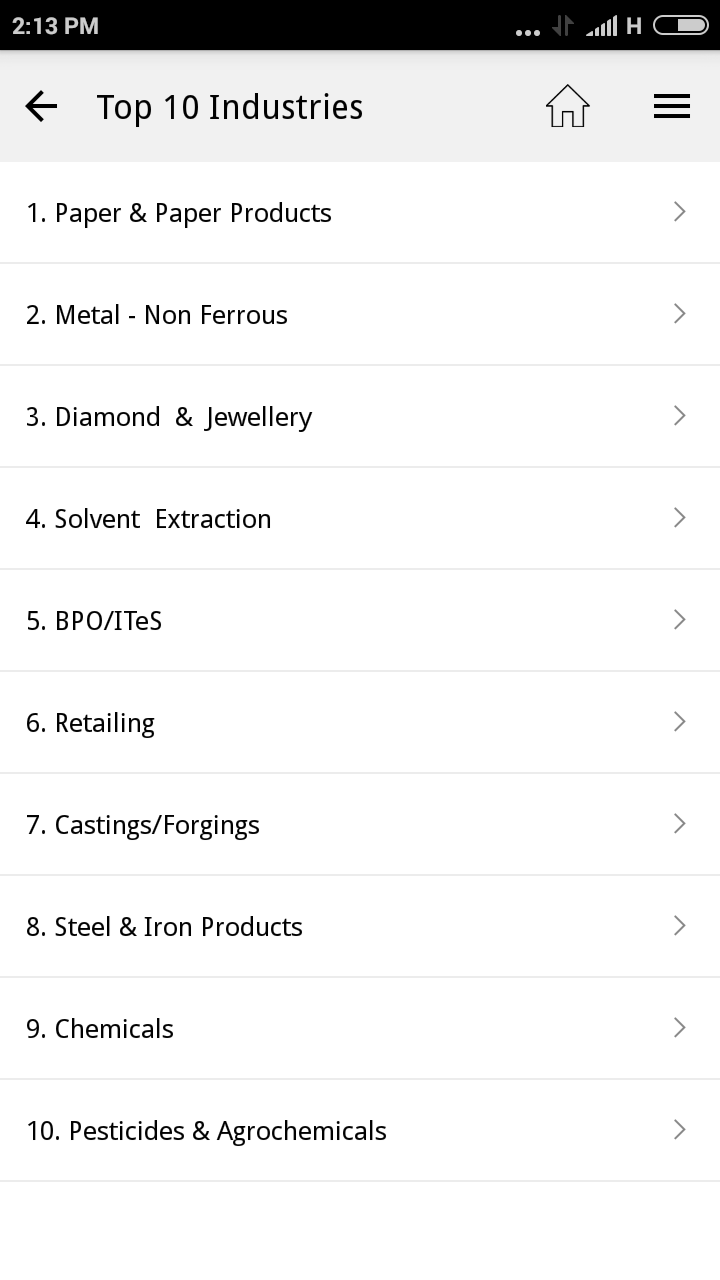 2:13 PM
H
Top 10 Industries
1. Paper & Paper Products
2. Metal - Non Ferrous
3. Diamond  &  Jewellery
4. Solvent  Extraction
5. BPO/ITeS
6. Retailing
7. Castings/Forgings
8. Steel & Iron Products
9. Chemicals
10. Pesticides & Agrochemicals